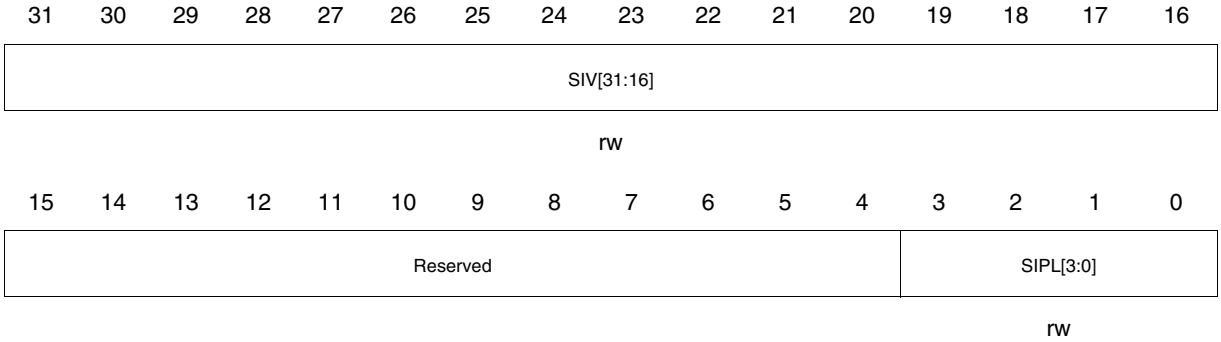 31 30 29 28 27 26 25 24 23 22 21 20 19 18 17 16
SIV[31:16]
rw
15 14 13 12 11 10 9 8 7 6 5 4 3 2 1 0
Reserved SIPL[3:0]
rw